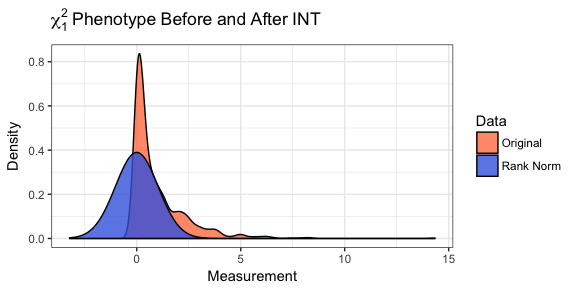 χ²₁ Phenotype Before and After INT
Density
0.8
0.6
0.4
0.2
0.0
0
5
10
15
Measurement
Data
Original
Rank Norm